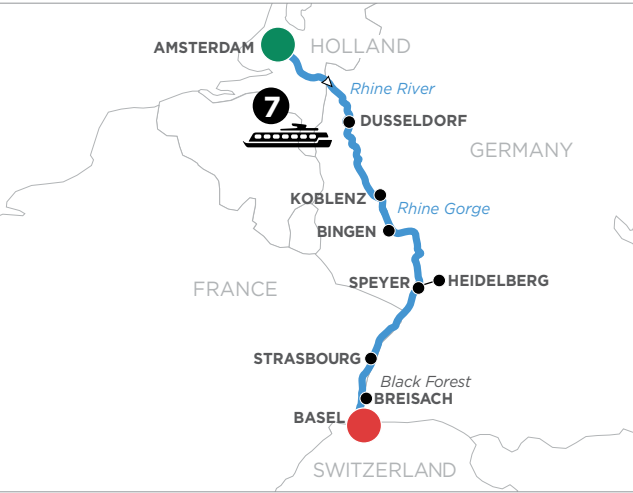 AMSTERDAM
HOLLAND
Rhine River
7
DUSSELDORF
GERMANY
KOBLENZ
Rhine Gorge
BINGEN
SPEYER
HEIDELBERG
FRANCE
STRASBOURG
Black Forest
BREISACH
BASEL
SWITZERLAND